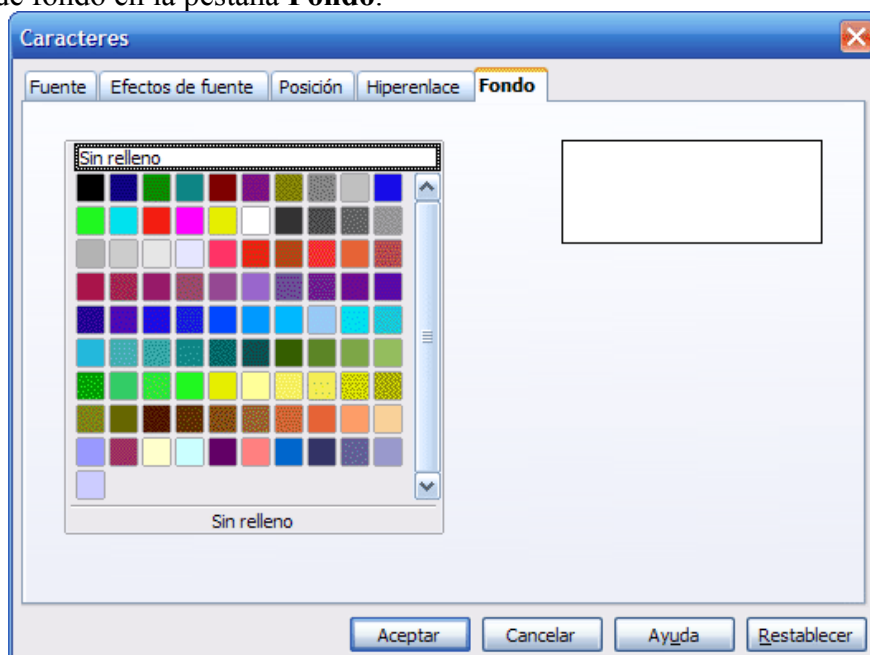 de fondo en la pestaña Fondo.
Caracteres
Fuente Efectos de fuente Posición Hiperenlace Fondo
Sin relleno
Sin relleno
Aceptar Cancelar Ayuda Restablecer